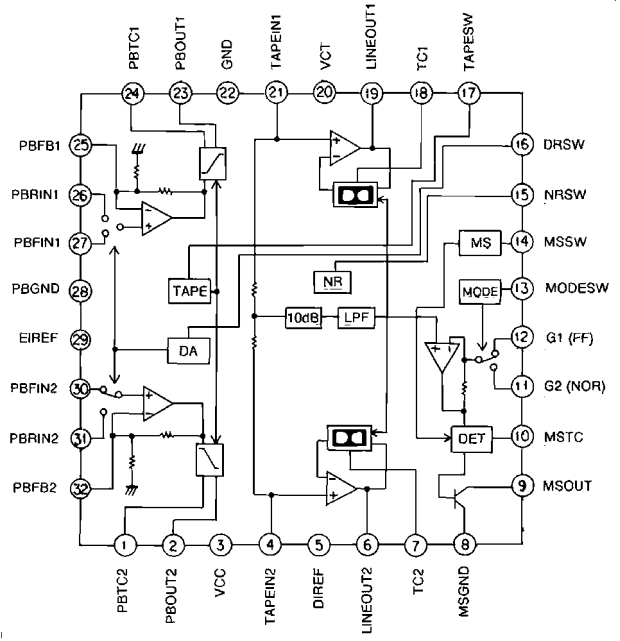 PBTC1
PBOUT1
GND
TAPEIN1
VCT
LINEOUT1
TC1
TAPESW
24
23
22
21
20
19
18
17
PBFB1
25
PBRIN1
26
PBFIN1
27
PBGND
28
EIREF
29
PBFIN2
30
PBRIN2
31
PBFB2
32
16
DRSW
15
NRSW
14
MSSW
13
MODESW
12
G1 (FF)
11
G2 (NOR)
10
MSTC
9
MSOUT
MS
NR
TAPE
MODE
10dB
LPF
DA
DET
1
2
3
4
5
6
7
8
PBTC2
PBOUT2
VCC
TAPEIN2
DIREF
LINEOUT2
TC2
MSGND